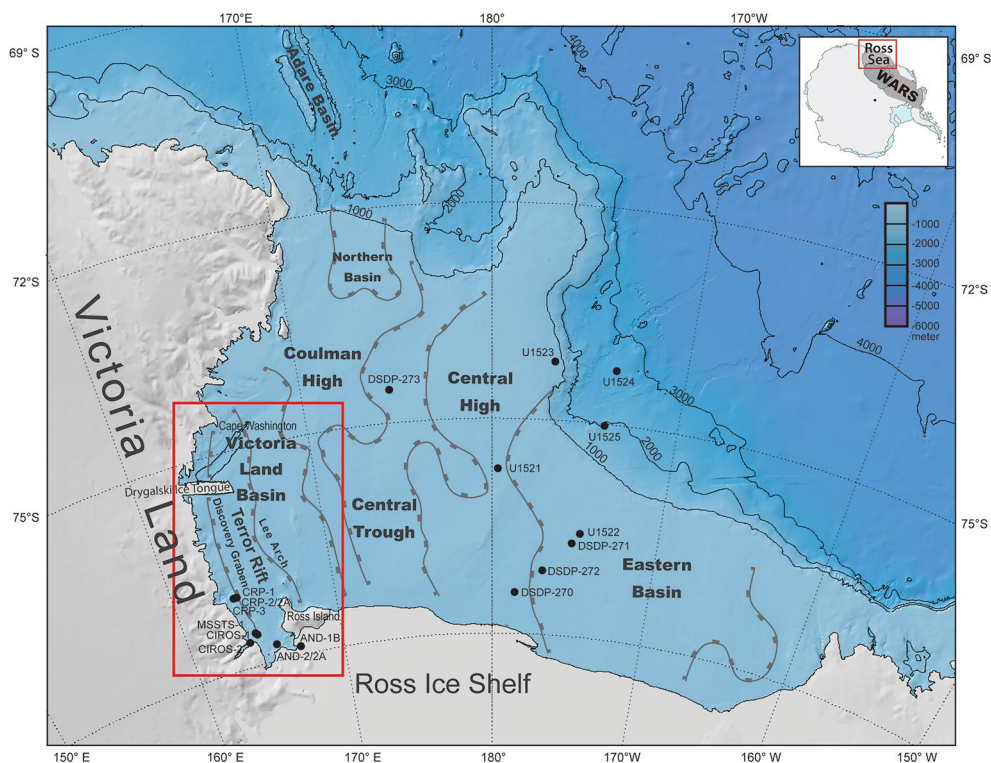 170°E
180°
170°W
69° S
69° S
Ross
Sea
WARS
Adare Basin
3000
4000
2000
1000
-1000
-2000
-3000
-4000
-5000
-6000
meter
Northern
Basin
72°S
72°S
Victoria
Land
Coulman
High
DSDP-273
Central
High
U1523
U1524
4000
3000
U1525
2000
1000
Cape Washington
Victoria
Land
Basin
U1521
Drygalski Ice Tongue
Central
Trough
75°S
75°S
Discovery Graben
Terror Rift
Lee Arch
U1522
DSDP-271
DSDP-272
DSDP-270
Eastern
Basin
CRP-1
CRP-2/2A
CRP-3
MSSTS-1
CIROS-1
CIROS-2
Ross Island
AND-1B
AND-2/2A
Ross Ice Shelf
150° E
160° E
170° E
180°
170°W
160° W
150° W